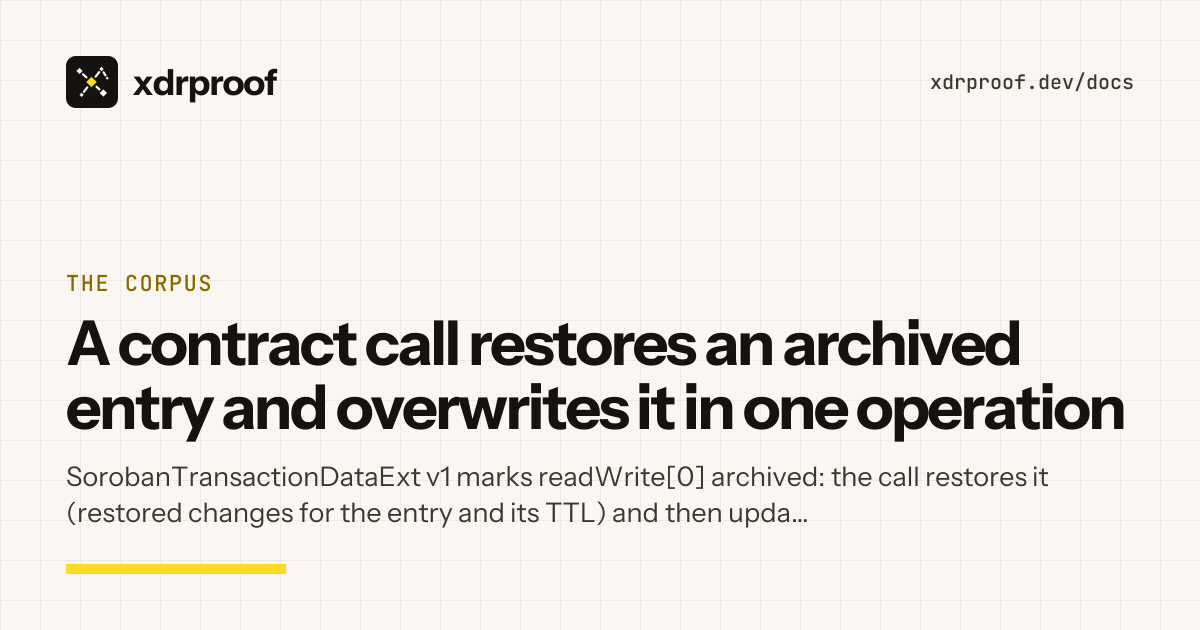 xdrproof
xdrproof.dev/docs
THE CORPUS
A contract call restores an archived
entry and overwrites it in one operation
SorobanTransactionDataExt v1 marks readWrite[0] archived: the call restores it
(restored changes for the entry and its TTL) and then upda...